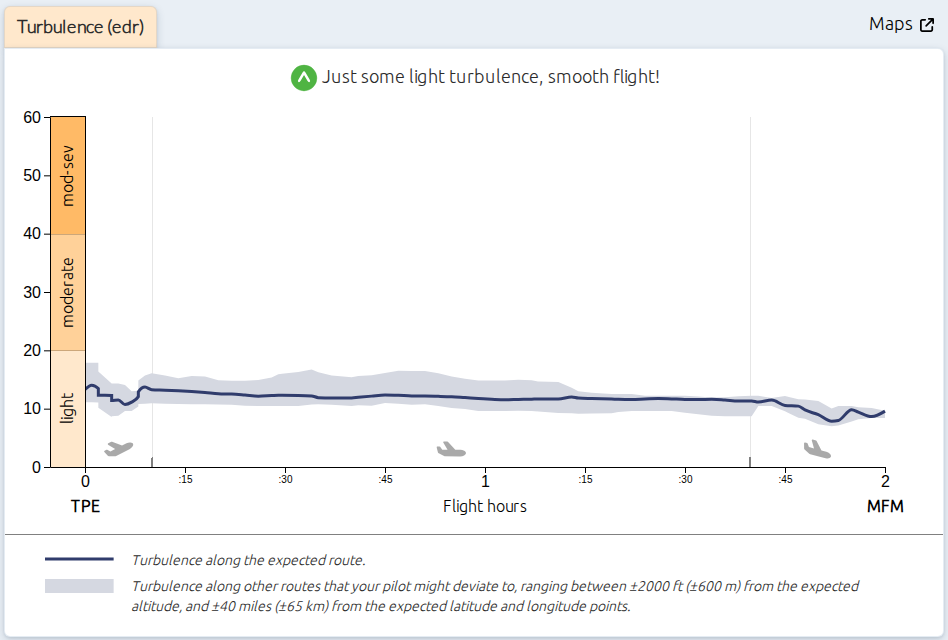 Turbulence (edr)
Maps
Just some light turbulence, smooth flight!
60
50
40
30
20
10
0
mod-sev
moderate
light
0
:15
:30
:45
1
:15
:30
:45
2
TPE
Flight hours
MFM
Turbulence along the expected route.
Turbulence along other routes that your pilot might deviate to, ranging between ±2000 ft (±600 m) from the expected
altitude, and ±40 miles (±65 km) from the expected latitude and longitude points.